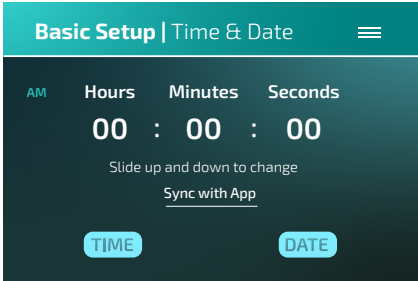 Basic Setup | Time & Date
AM Hours Minutes Seconds
00 : 00 : 00
Slide up and down to change
Sync with App
TIME DATE